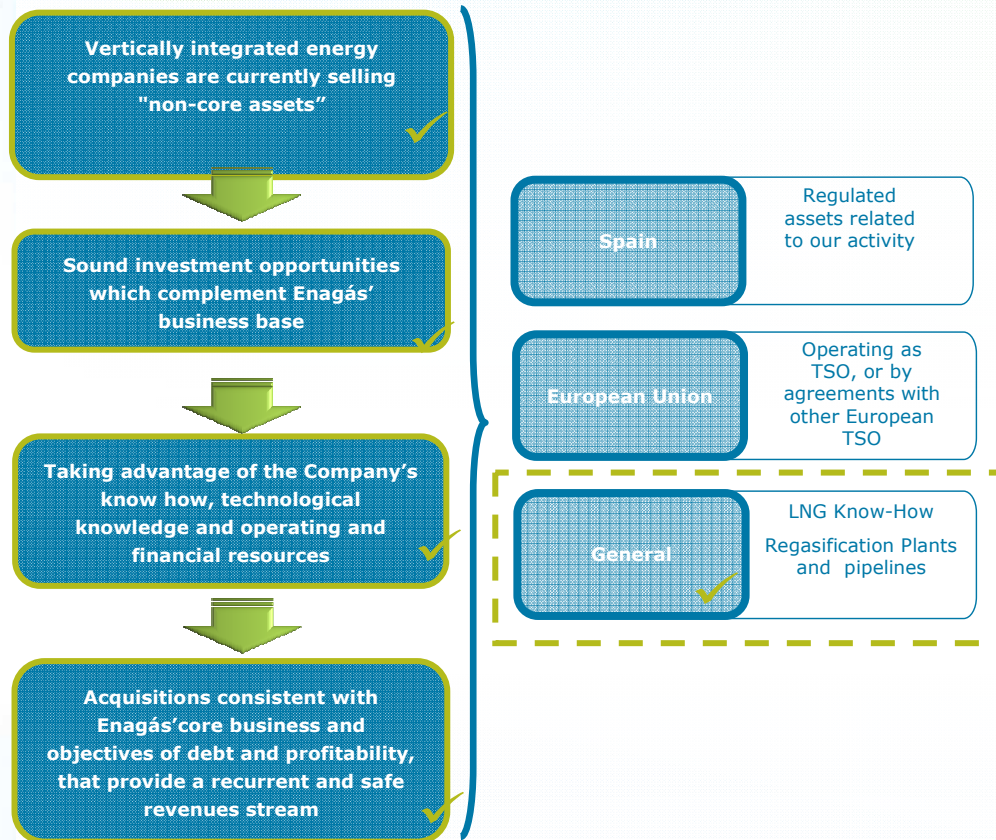 Vertically integrated energy
companies are currently selling
"non-core assets”
Sound investment opportunities
which complement Enagás’
business base
Taking advantage of the Company’s
know how, technological
knowledge and operating and
financial resources
Acquisitions consistent with
Enagás’core business and
objectives of debt and profitability,
that provide a recurrent and safe
revenues stream
Spain
Regulated
assets related
to our activity
European Union
Operating as
TSO, or by
agreements with
other European
TSO
General
LNG Know-How
Regasification Plants
and pipelines